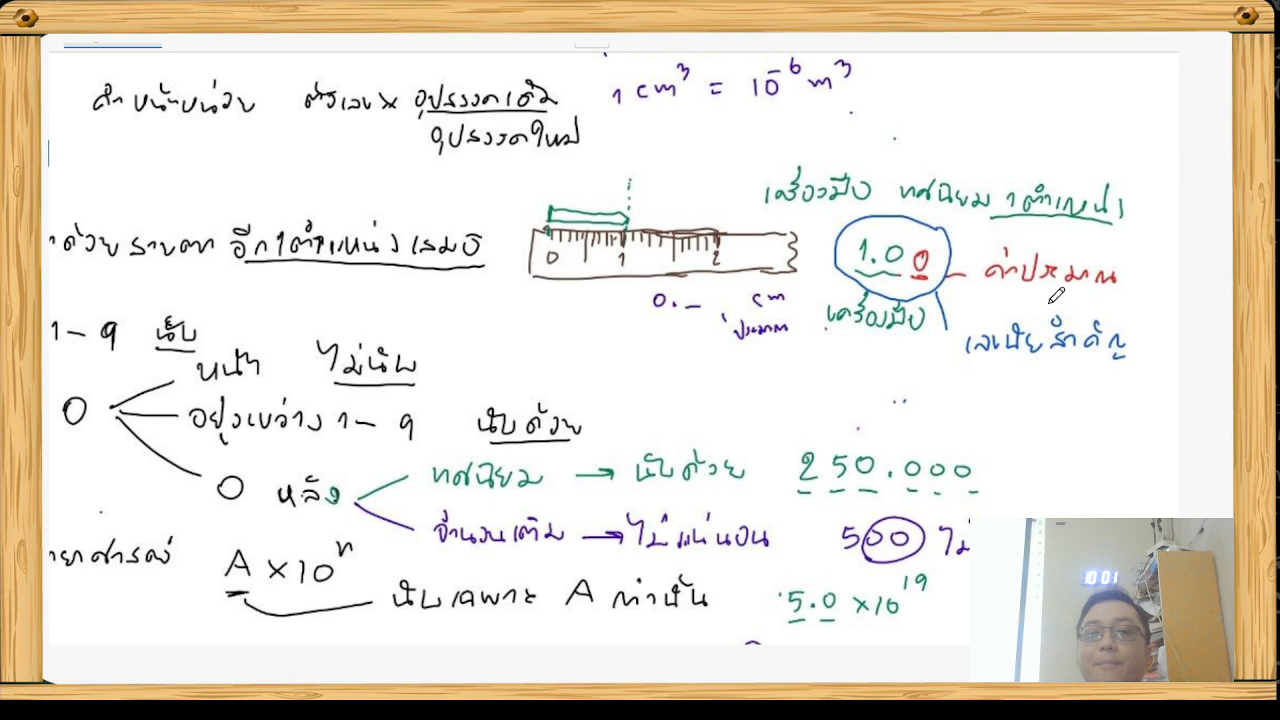 คำหน้าหน่วย ตัวเลข × อุปสรรคเดิม
อุปสรรคใหม่
1 cm³ = 10⁻⁶ m³
เครื่องมือ ทศนิยม 1 ตำแหน่ง
ด้วยสายตา อีก 1 ตำแหน่งเสมอ
0 1 2
1.00 ค่าประมาณ
เครื่องมือ
0._ cm
ประมาณ
เลขนัยสำคัญ
1 - 9 นับ
0 หน้า ไม่นับ
อยู่ระหว่าง 1 - 9 นับด้วย
0 หลัง ทศนิยม → นับด้วย 250.000
จำนวนเต็ม → ไม่แน่นอน 500 ไม่
A × 10ⁿ
นับเฉพาะ A เท่านั้น 5.0 × 10¹⁹
10:01